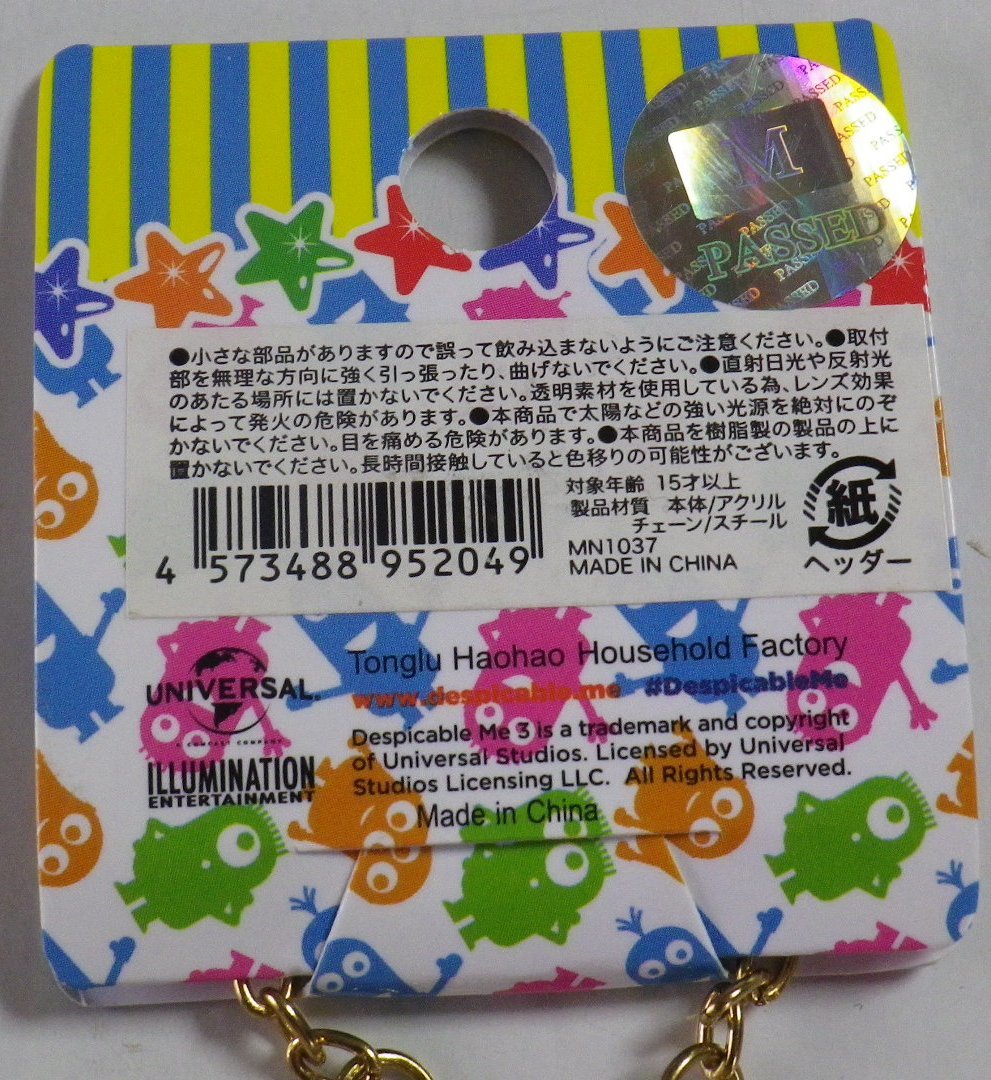 M
PASSED
●小さな部品がありますので誤って飲み込まないようにご注意ください。●取付
部を無理な方向に強く引っ張ったり、曲げないでください。●直射日光や反射光
のあたる場所には置かないでください。透明素材を使用している為、レンズ効果
によって発火の危険があります。●本商品で太陽などの強い光源を絶対にのぞ
かないでください。目を痛める危険があります。●本商品を樹脂製の製品の上に
置かないでください。長時間接触していると色移りの可能性がございます。
対象年齢 15才以上
製品材質 本体/アクリル
チェーン/スチール
MN1037
MADE IN CHINA
紙
ヘッダー
4 573488 952049
UNIVERSAL
A COMCAST COMPANY
ILLUMINATION
ENTERTAINMENT
Tonglu Haohao Household Factory
www.despicable.me #DespicableMe
Despicable Me 3 is a trademark and copyright
of Universal Studios. Licensed by Universal
Studios Licensing LLC. All Rights Reserved.
Made in China